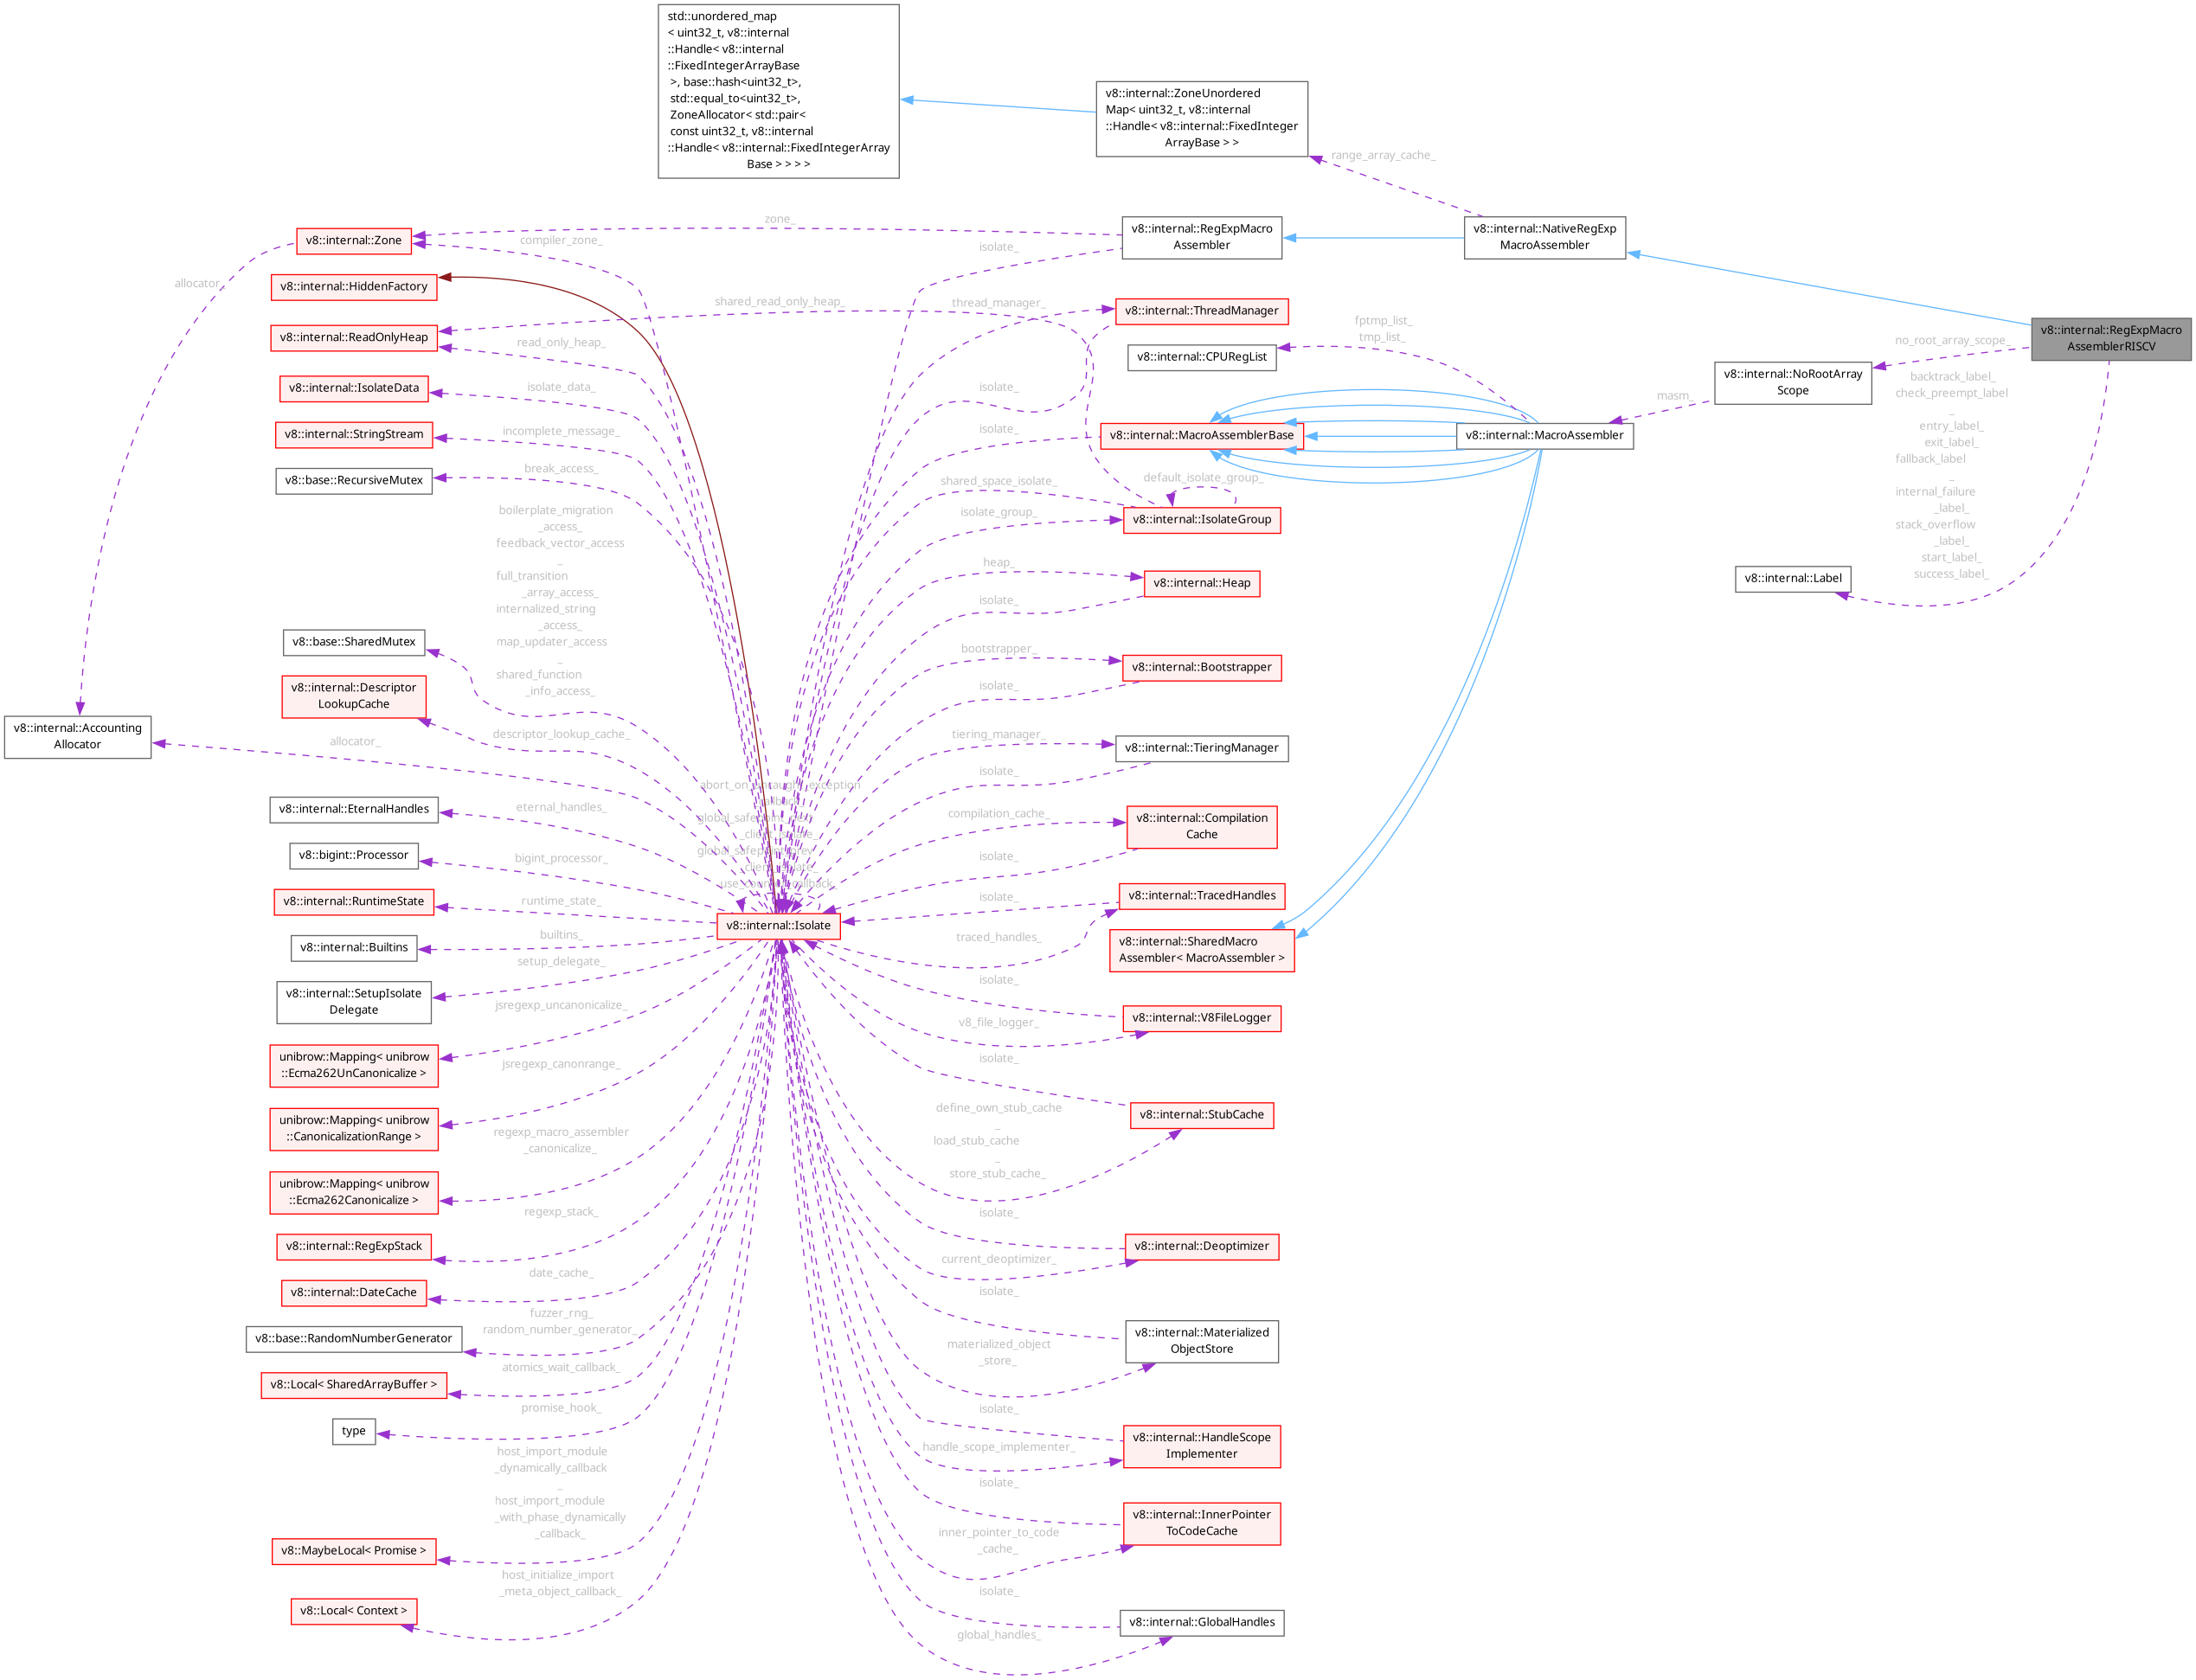 std::unordered_map
< uint32_t, v8::internal
::Handle< v8::internal
::FixedIntegerArrayBase
>, base::hash<uint32_t>,
std::equal_to<uint32_t>,
ZoneAllocator< std::pair<
const uint32_t, v8::internal
::Handle< v8::internal::FixedIntegerArray
Base > > > >
v8::internal::ZoneUnordered
Map< uint32_t, v8::internal
::Handle< v8::internal::FixedInteger
ArrayBase > >
range_array_cache_
v8::internal::Zone
compiler_zone_
zone_
isolate_
v8::internal::RegExpMacro
Assembler
v8::internal::NativeRegExp
MacroAssembler
v8::internal::HiddenFactory
allocator_
v8::internal::ReadOnlyHeap
read_only_heap_
shared_read_only_heap_
thread_manager_
v8::internal::ThreadManager
fptmp_list_
tmp_list_
v8::internal::CPURegList
v8::internal::RegExpMacro
AssemblerRISCV
no_root_array_scope_
v8::internal::NoRootArray
Scope
masm_
backtrack_label_
check_preempt_label
_
entry_label_
exit_label_
fallback_label
_
internal_failure
_label_
stack_overflow
_label_
start_label_
success_label_
v8::internal::IsolateData
isolate_data_
isolate_
v8::internal::StringStream
incomplete_message_
isolate_
v8::internal::MacroAssemblerBase
v8::internal::MacroAssembler
v8::base::RecursiveMutex
break_access_
shared_space_isolate_
default_isolate_group_
isolate_group_
v8::internal::IsolateGroup
boilerplate_migration
_access_
feedback_vector_access
_
full_transition
_array_access_
internalized_string
_access_
map_updater_access
_
shared_function
_info_access_
heap_
v8::internal::Heap
isolate_
v8::internal::Label
v8::base::SharedMutex
bootstrapper_
v8::internal::Bootstrapper
isolate_
v8::internal::Descriptor
LookupCache
descriptor_lookup_cache_
v8::internal::Accounting
Allocator
allocator_
tiering_manager_
v8::internal::TieringManager
isolate_
abort_on_uncaught_exception
_callback_
global_safepoint_next
_client_isolate_
global_safepoint_prev
_client_isolate_
use_counter_callback_
v8::internal::EternalHandles
eternal_handles_
compilation_cache_
v8::internal::Compilation
Cache
isolate_
v8::bigint::Processor
bigint_processor_
v8::internal::RuntimeState
runtime_state_
v8::internal::Isolate
isolate_
v8::internal::TracedHandles
traced_handles_
v8::internal::Builtins
builtins_
v8::internal::SharedMacro
Assembler< MacroAssembler >
v8::internal::SetupIsolate
Delegate
setup_delegate_
isolate_
v8::internal::V8FileLogger
v8_file_logger_
jsregexp_uncanonicalize_
unibrow::Mapping< unibrow
::Ecma262UnCanonicalize >
isolate_
jsregexp_canonrange_
unibrow::Mapping< unibrow
::CanonicalizationRange >
define_own_stub_cache
_
load_stub_cache
_
store_stub_cache_
v8::internal::StubCache
regexp_macro_assembler
_canonicalize_
unibrow::Mapping< unibrow
::Ecma262Canonicalize >
regexp_stack_
v8::internal::RegExpStack
isolate_
v8::internal::Deoptimizer
current_deoptimizer_
date_cache_
v8::internal::DateCache
isolate_
fuzzer_rng_
random_number_generator_
v8::base::RandomNumberGenerator
v8::internal::Materialized
ObjectStore
materialized_object
_store_
atomics_wait_callback_
v8::Local< SharedArrayBuffer >
promise_hook_
type
isolate_
v8::internal::HandleScope
Implementer
handle_scope_implementer_
host_import_module
_dynamically_callback
_
host_import_module
_with_phase_dynamically
_callback_
isolate_
v8::internal::InnerPointer
ToCodeCache
inner_pointer_to_code
_cache_
v8::MaybeLocal< Promise >
host_initialize_import
_meta_object_callback_
v8::Local< Context >
isolate_
v8::internal::GlobalHandles
global_handles_